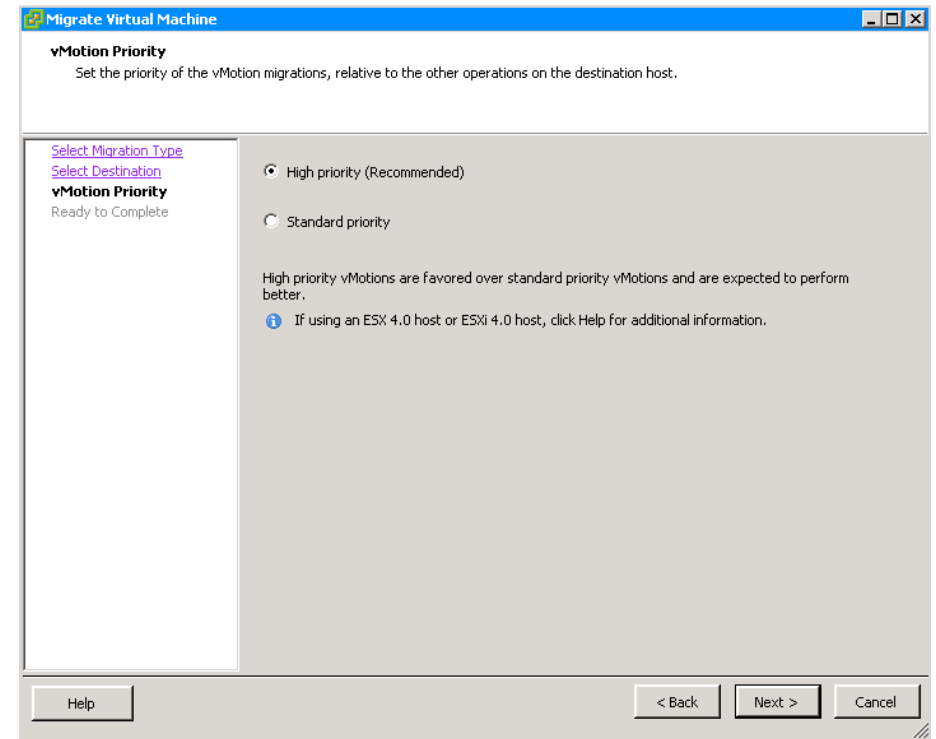 Migrate Virtual Machine
vMotion Priority
Set the priority of the vMotion migrations, relative to the other operations on the destination host.
Select Migration Type
Select Destination
vMotion Priority
Ready to Complete
High priority (Recommended)
Standard priority
High priority vMotions are favored over standard priority vMotions and are expected to perform
better.
If using an ESX 4.0 host or ESXi 4.0 host, click Help for additional information.
Help
< Back
Next >
Cancel